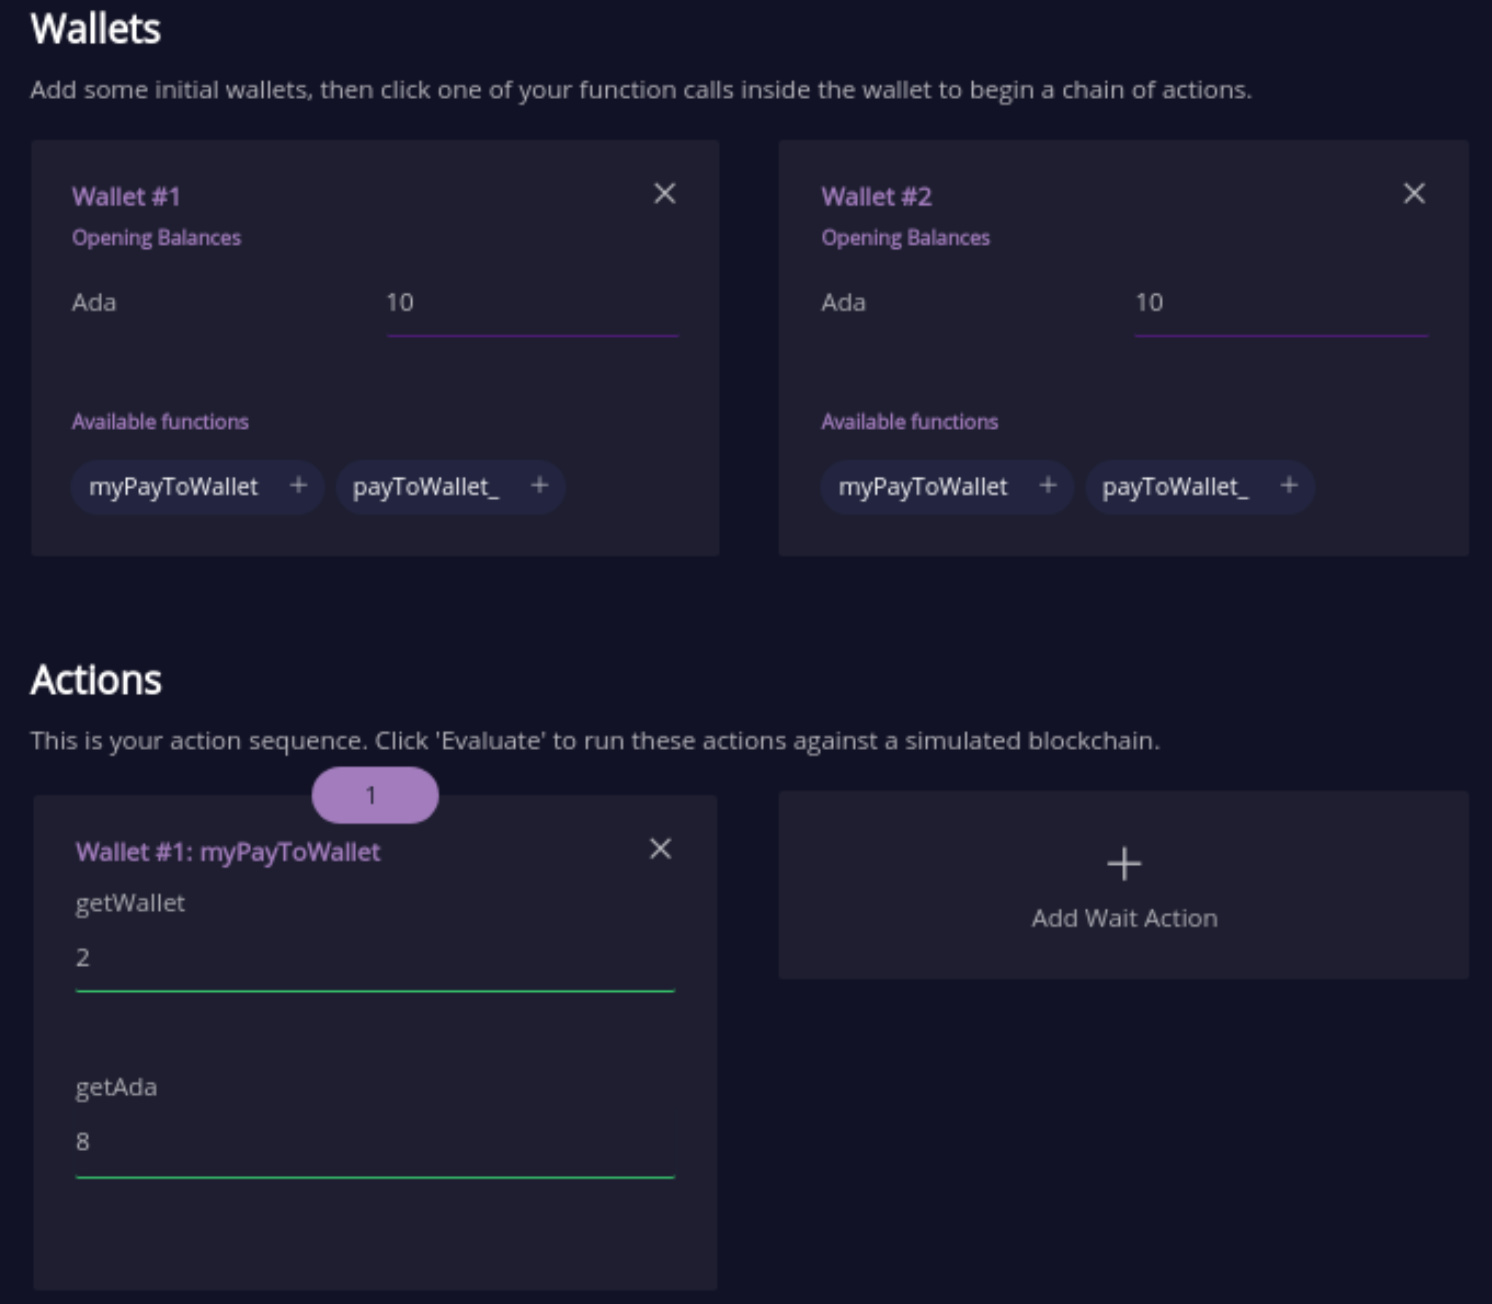 Wallets
Add some initial wallets, then click one of your function calls inside the wallet to begin a chain of actions.
Wallet #1
Opening Balances
Ada 10
Available functions
myPayToWallet + payToWallet_ +
Wallet #2
Opening Balances
Ada 10
Available functions
myPayToWallet + payToWallet_ +
Actions
This is your action sequence. Click 'Evaluate' to run these actions against a simulated blockchain.
1
Wallet #1: myPayToWallet
getWallet
2
getAda
8
Add Wait Action